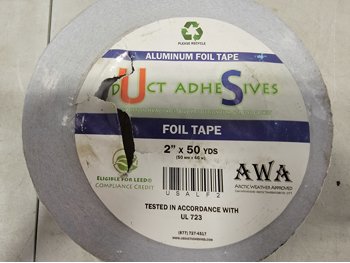 PLEASE RECYCLE
ALUMINUM FOIL TAPE
DUCT ADHESIVES
FOIL TAPE
2" x 50 YDS
(50 MM x 46 M)
ELIGIBLE FOR LEED®
COMPLIANCE CREDIT
AWA
ARCTIC WEATHER APPROVED
USALF2
TESTED IN ACCORDANCE WITH
UL 723
(877) 727-6517